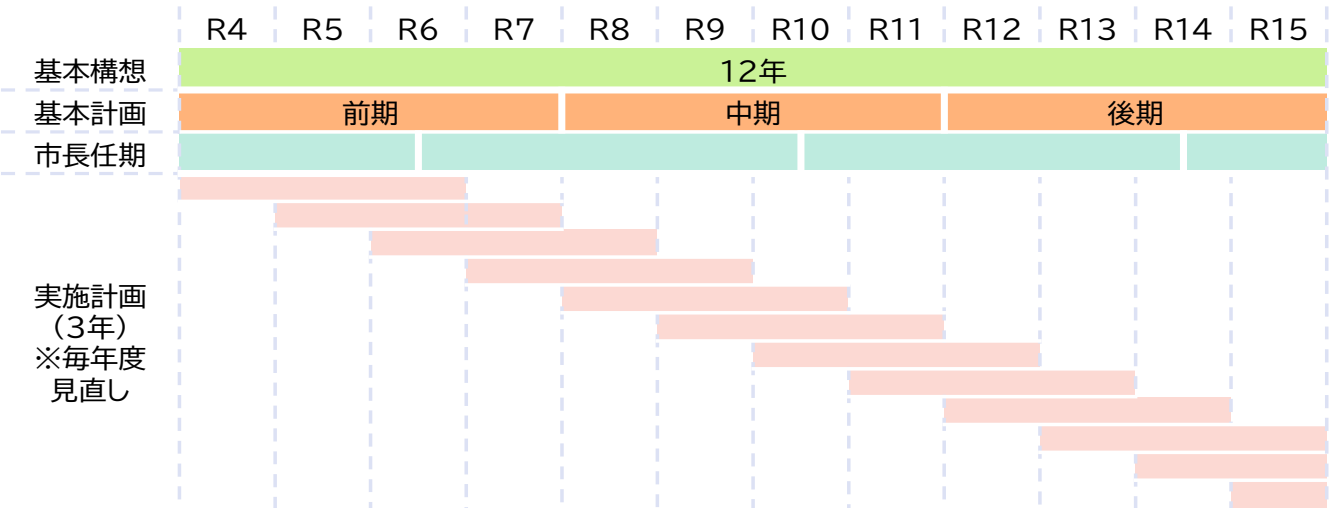 R4 R5 R6 R7 R8 R9 R10 R11 R12 R13 R14 R15
基本構想 12年
基本計画 前期 中期 後期
市長任期
実施計画
（3年）
※毎年度
見直し